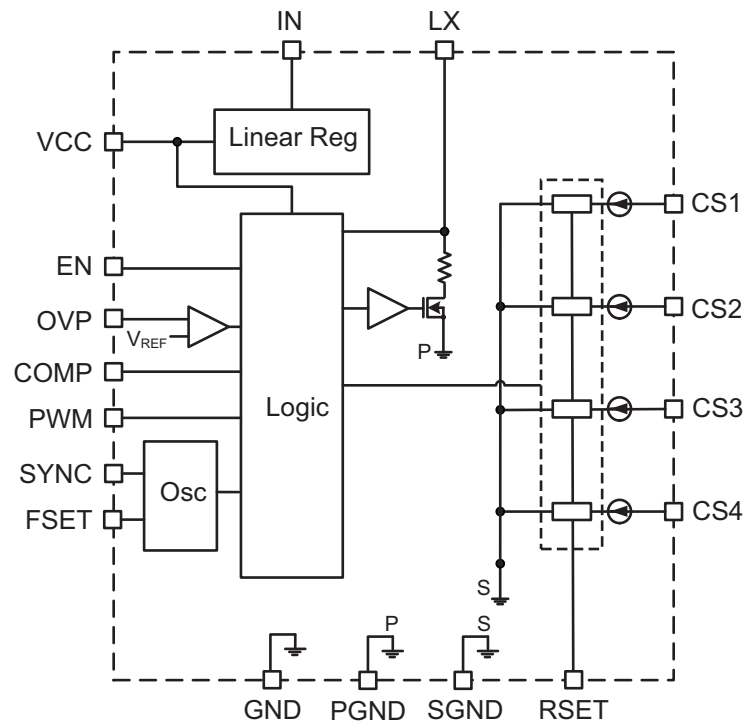 IN
LX
VCC
Linear Reg
CS1
EN
OVP
V_REF
CS2
P
COMP
Logic
PWM
CS3
SYNC
Osc
FSET
CS4
S
P
S
GND
PGND
SGND
RSET